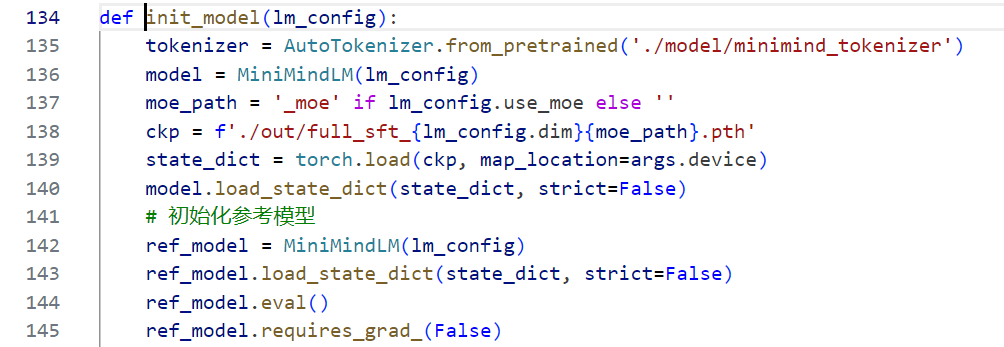 134 def init_model(lm_config):
135     tokenizer = AutoTokenizer.from_pretrained('./model/minimind_tokenizer')
136     model = MiniMindLM(lm_config)
137     moe_path = '_moe' if lm_config.use_moe else ''
138     ckp = f'./out/full_sft_{lm_config.dim}{moe_path}.pth'
139     state_dict = torch.load(ckp, map_location=args.device)
140     model.load_state_dict(state_dict, strict=False)
141     # 初始化参考模型
142     ref_model = MiniMindLM(lm_config)
143     ref_model.load_state_dict(state_dict, strict=False)
144     ref_model.eval()
145     ref_model.requires_grad_(False)